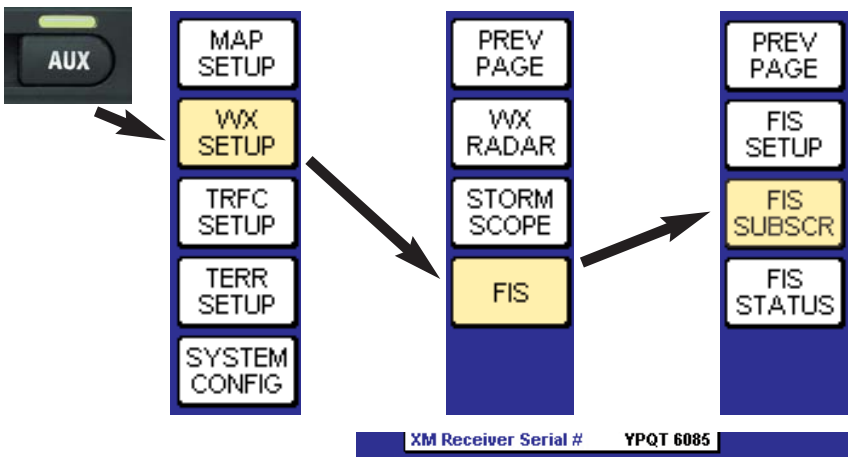 AUX
MAP
SETUP
WX
SETUP
TRFC
SETUP
TERR
SETUP
SYSTEM
CONFIG
PREV
PAGE
WX
RADAR
STORM
SCOPE
FIS
PREV
PAGE
FIS
SETUP
FIS
SUBSCR
FIS
STATUS
XM Receiver Serial # YPQT 6085